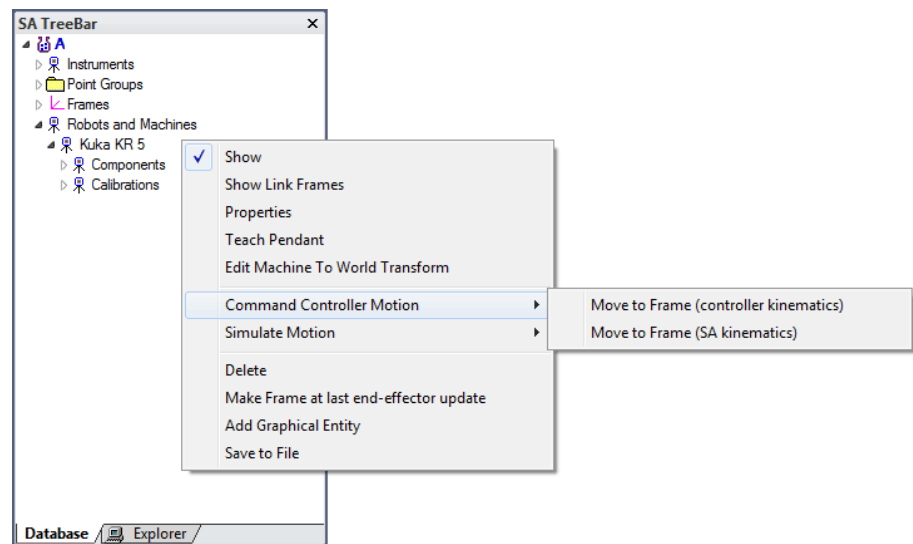 SA TreeBar
A
Instruments
Point Groups
Frames
Robots and Machines
Kuka KR 5
Components
Calibrations
Show
Show Link Frames
Properties
Teach Pendant
Edit Machine To World Transform
Command Controller Motion
Simulate Motion
Delete
Make Frame at last end-effector update
Add Graphical Entity
Save to File
Move to Frame (controller kinematics)
Move to Frame (SA kinematics)
Database Explorer